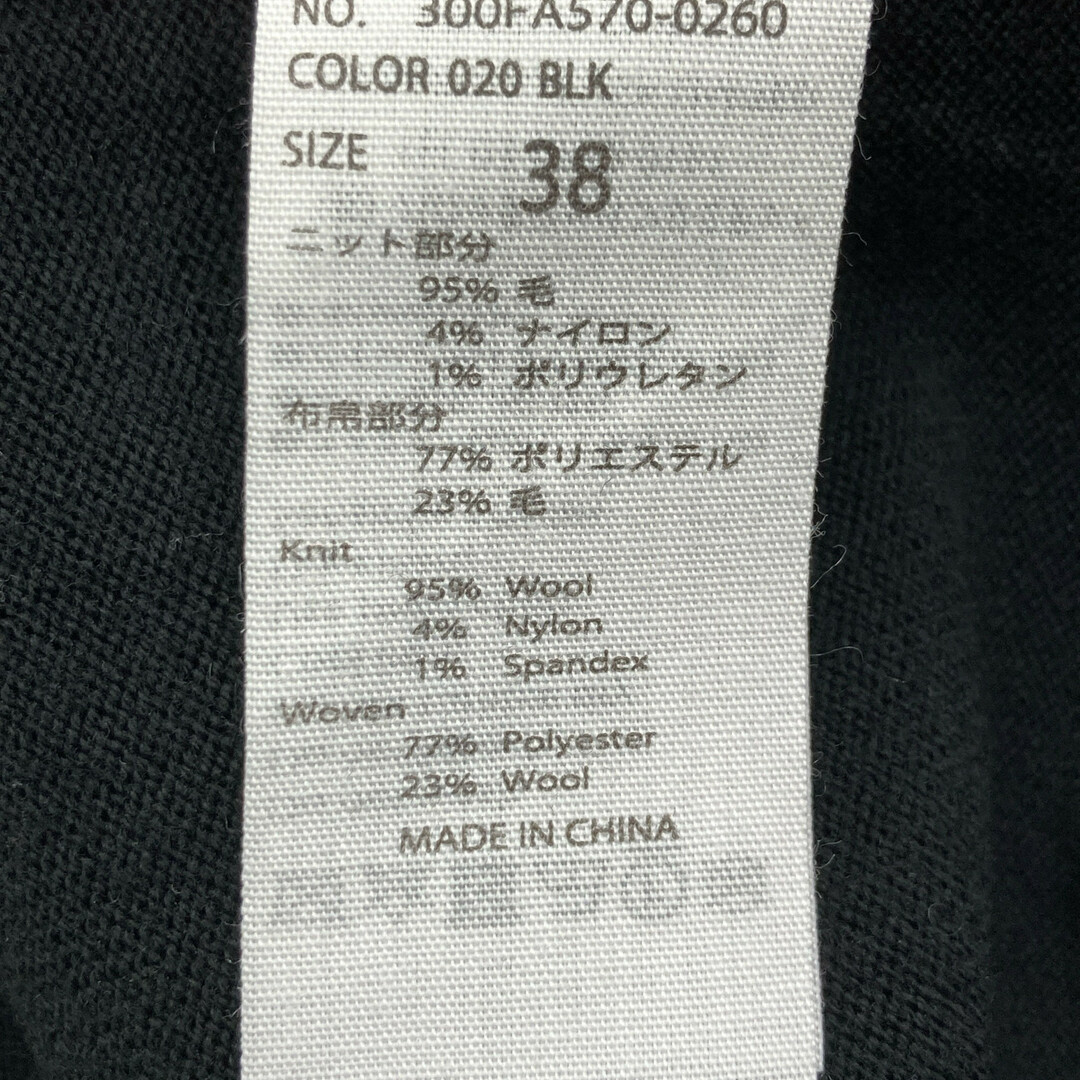 NO. 300FA570-0260
COLOR 020 BLK
SIZE 38
ニット部分
95% 毛
4% ナイロン
1% ポリウレタン
布帛部分
77% ポリエステル
23% 毛
Knit
95% Wool
4% Nylon
1% Spandex
Woven
77% Polyester
23% Wool
MADE IN CHINA